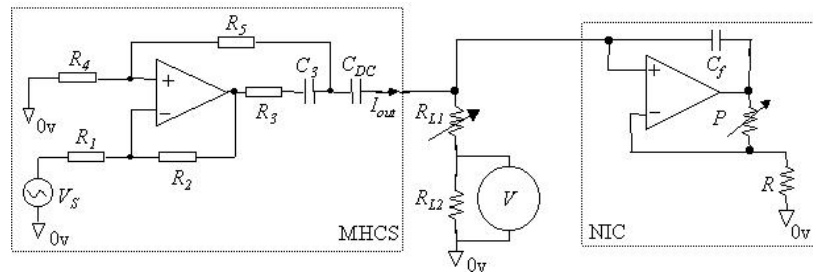 R5
R4
C3
CDC
+
−
0v
R3
Iout
R1
R2
VS
0v
MHCS
RL1
RL2
V
0v
+
−
Cf
P
R
0v
NIC